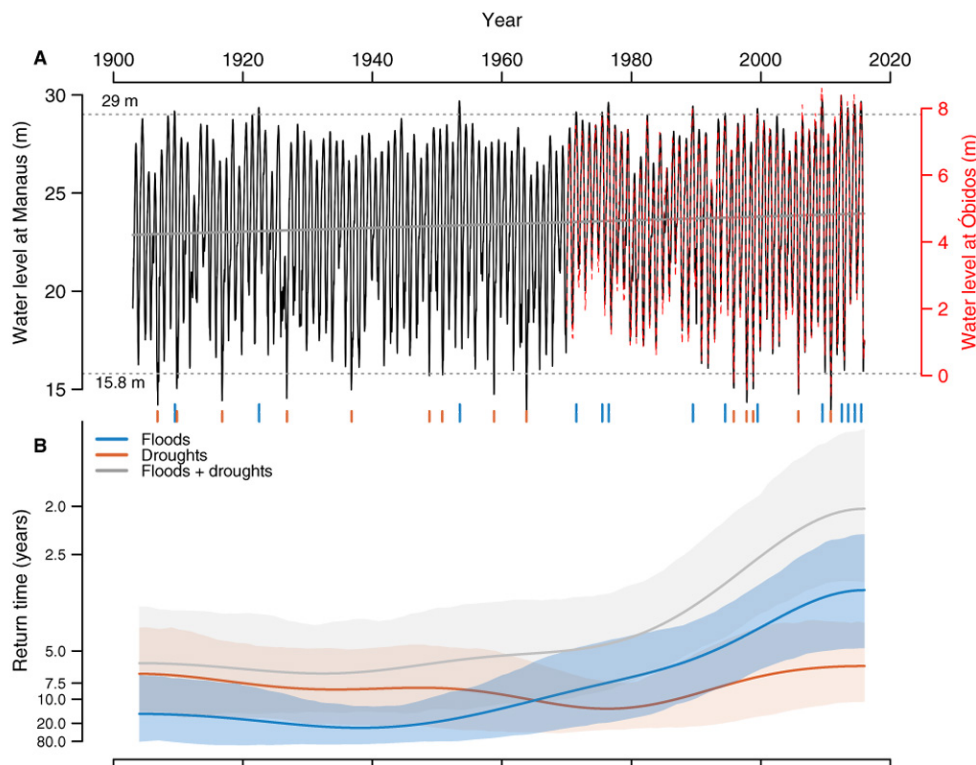 Year
A
1900 1920 1940 1960 1980 2000 2020
30
25
20
15
Water level at Manaus (m)
29 m
15.8 m
8
6
4
2
0
Water level at Óbidos (m)
B
Floods
Droughts
Floods + droughts
2.0
2.5
5.0
7.5
10.0
20.0
80.0
Return time (years)